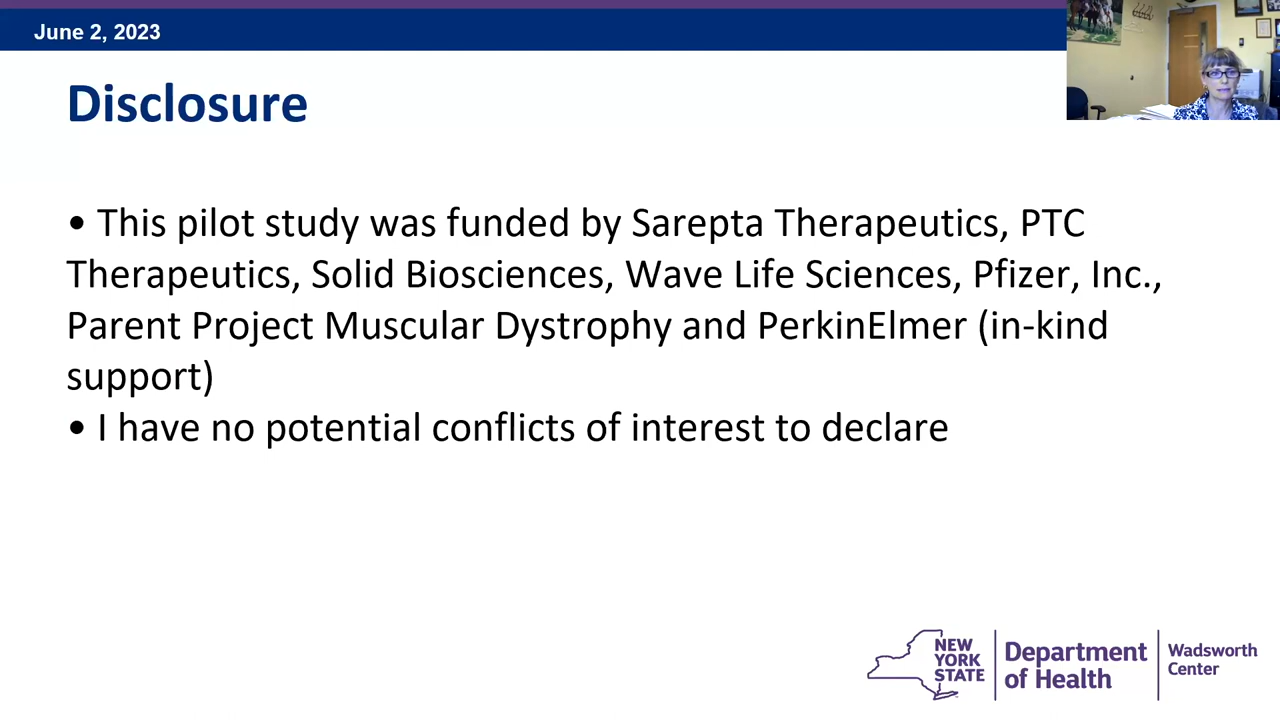 June 2, 2023
Disclosure
• This pilot study was funded by Sarepta Therapeutics, PTC
Therapeutics, Solid Biosciences, Wave Life Sciences, Pfizer, Inc.,
Parent Project Muscular Dystrophy and PerkinElmer (in-kind
support)
• I have no potential conflicts of interest to declare
NEW
YORK
STATE
Department
of Health
Wadsworth
Center